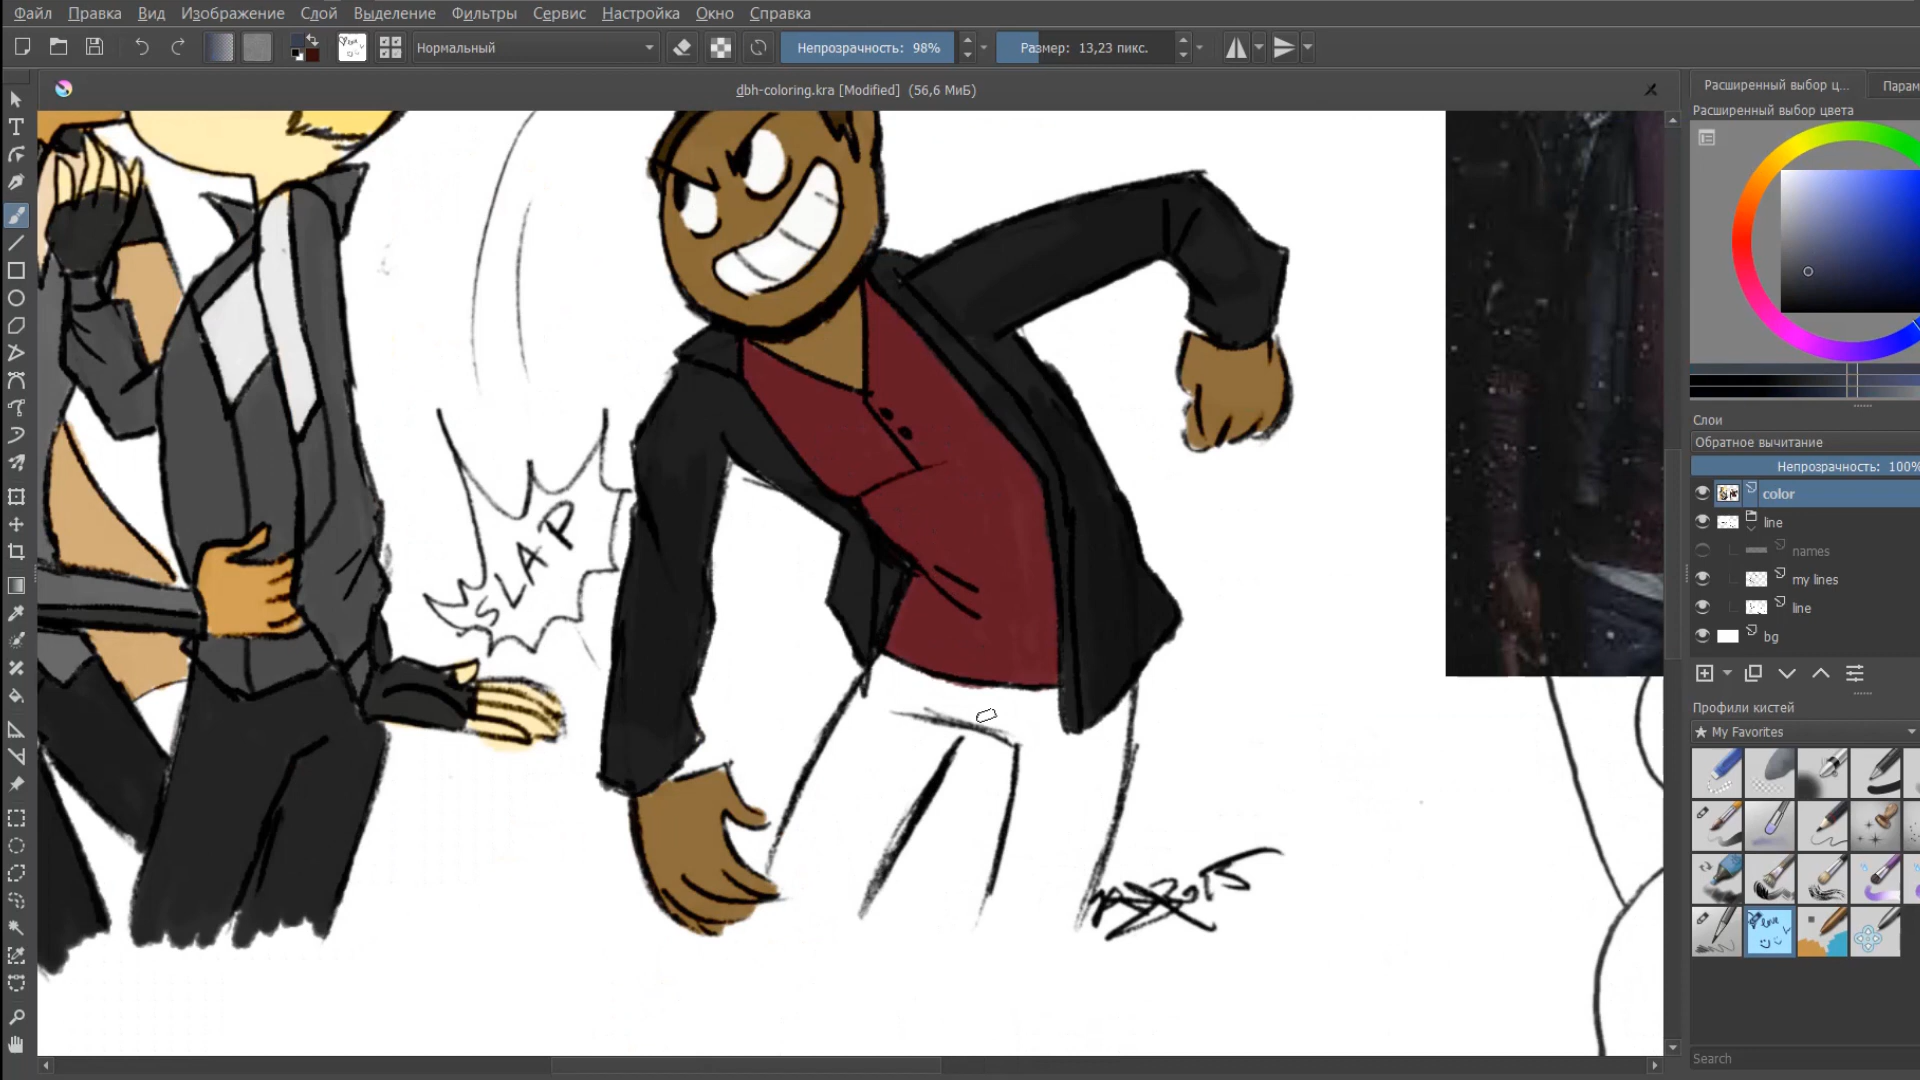 Файл Правка Вид Изображение Слой Выделение Фильтры Сервис Настройка Окно Справка
Нормальный
Непрозрачность: 98%
Размер: 13,23 пикс.
dbh-coloring.kra [Modified] (56,6 МиБ)
Расширенный выбор ц...
Парам
Расширенный выбор цвета
Слои
Обратное вычитание
Непрозрачность: 100%
color
line
names
my lines
line
bg
Профили кистей
★ My Favorites
Search
SLAP